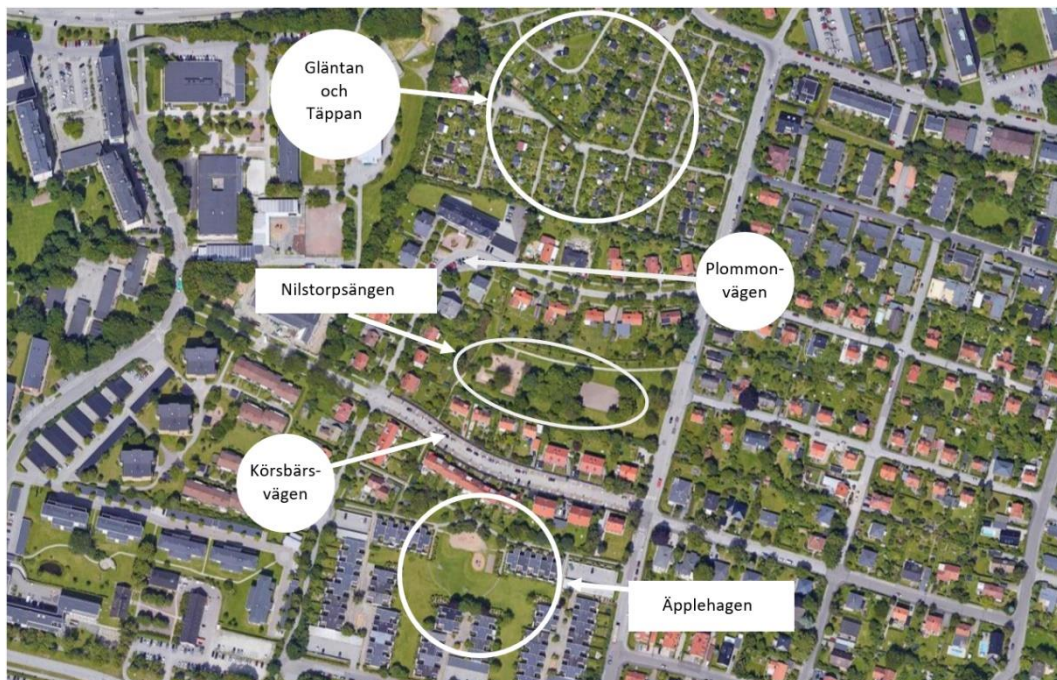 Gläntan
och
Täppan
Nilstorpsängen
Plommon-
vägen
Körsbärs-
vägen
Äpplehagen